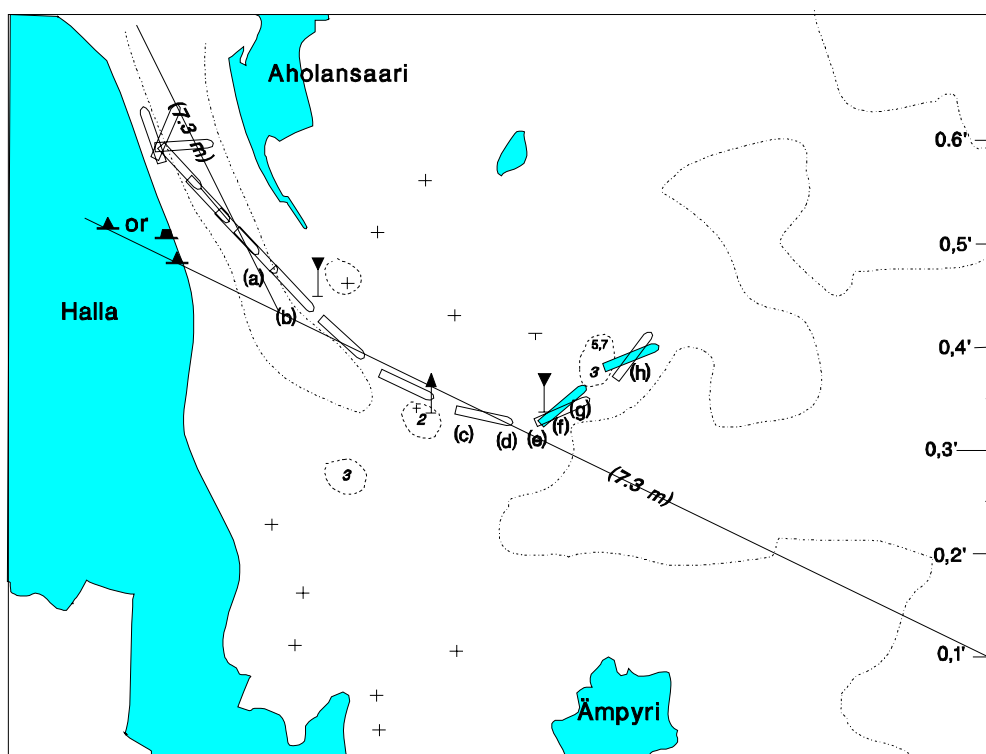 Aholansaari
(7.3 m)
0.6'
or
0,5'
(a)
Halla
(b)
5,7
3
(h)
0,4'
(g)
2
(c)
(d)
(e)
(f)
0,3'
3
(7.3 m)
0,2'
0,1'
Ämpyri